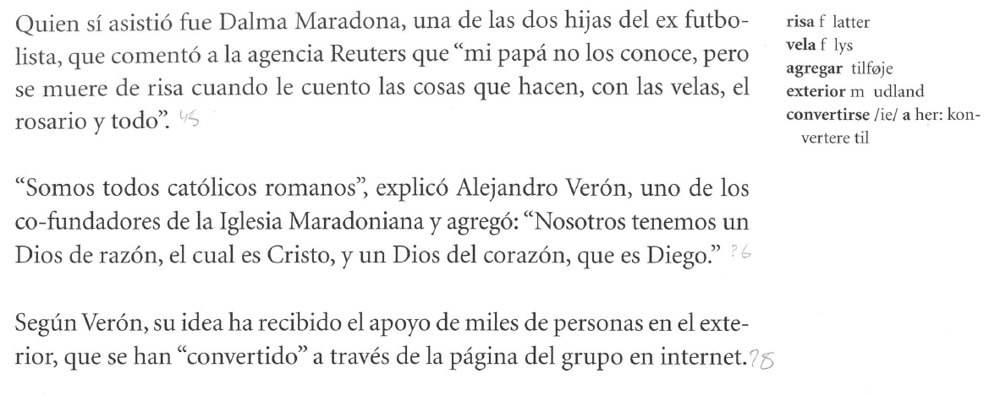 Quien sí asistió fue Dalma Maradona, una de las dos hijas del ex futbo-
lista, que comentó a la agencia Reuters que “mi papá no los conoce, pero
se muere de risa cuando le cuento las cosas que hacen, con las velas, el
rosario y todo”. 45
“Somos todos católicos romanos”, explicó Alejandro Verón, uno de los
co-fundadores de la Iglesia Maradoniana y agregó: “Nosotros tenemos un
Dios de razón, el cual es Cristo, y un Dios del corazón, que es Diego.”
Según Verón, su idea ha recibido el apoyo de miles de personas en el exte-
rior, que se han “convertido” a través de la página del grupo en internet.
risa f latter
vela f lys
agregar tilføje
exterior m udland
convertirse /ie/ a her: kon-
vertere til